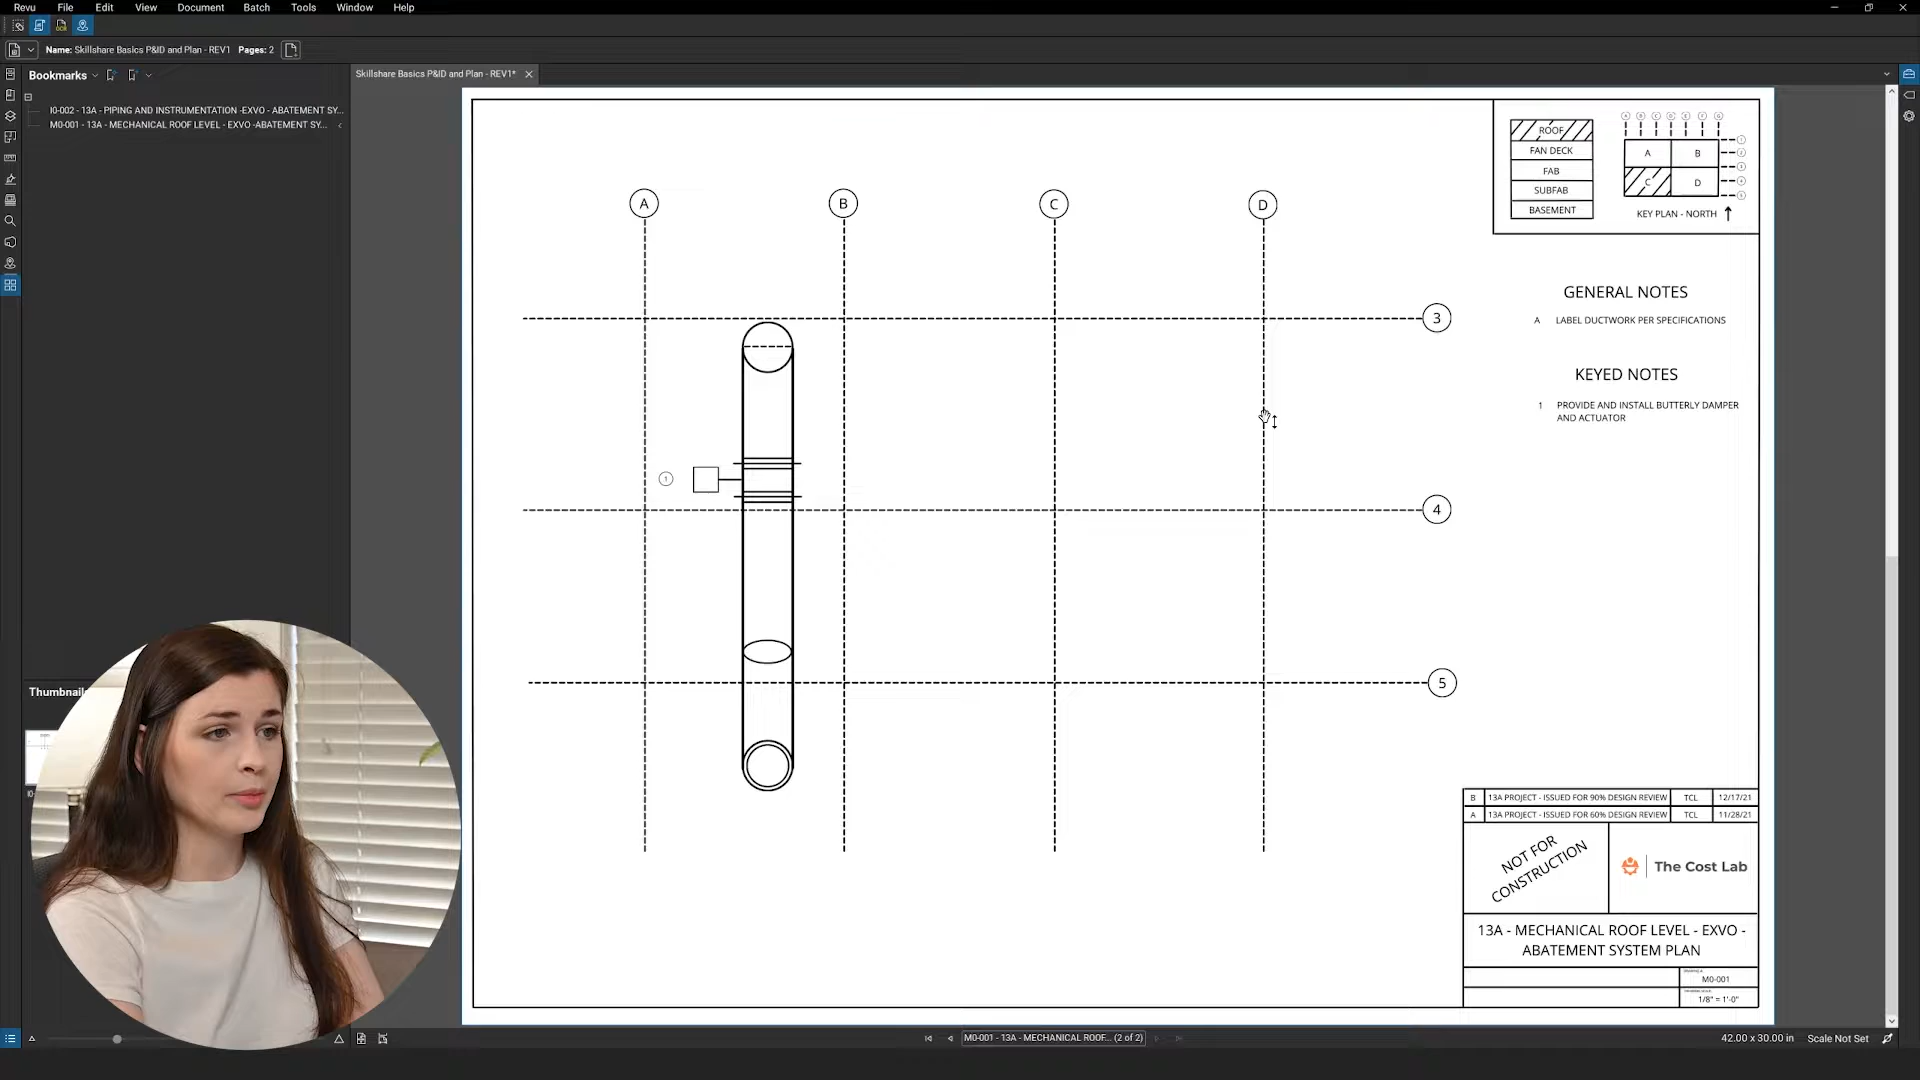 Revu File Edit View Document Batch Tools Window Help
Name: Skillshare Basics P&ID and Plan - REV1 Pages: 2
Bookmarks
Skillshare Basics P&ID and Plan - REV1*
I0-002 - 13A - PIPING AND INSTRUMENTATION -EXVO - ABATEMENT SY...
M0-001 - 13A - MECHANICAL ROOF LEVEL - EXVO -ABATEMENT SY...
Thumbnail
ROOF
FAN DECK
FAB
SUBFAB
BASEMENT
A B
C D
KEY PLAN - NORTH
A B C D
3
4
5
1
GENERAL NOTES
A LABEL DUCTWORK PER SPECIFICATIONS
KEYED NOTES
1 PROVIDE AND INSTALL BUTTERLY DAMPER
AND ACTUATOR
B 13A PROJECT - ISSUED FOR 90% DESIGN REVIEW TCL 12/17/21
A 13A PROJECT - ISSUED FOR 60% DESIGN REVIEW TCL 11/28/21
NOT FOR
CONSTRUCTION
The Cost Lab
13A - MECHANICAL ROOF LEVEL - EXVO -
ABATEMENT SYSTEM PLAN
M0-001
1/8" = 1'-0"
M0-001 - 13A - MECHANICAL ROOF... (2 of 2)
42.00 x 30.00 in Scale Not Set